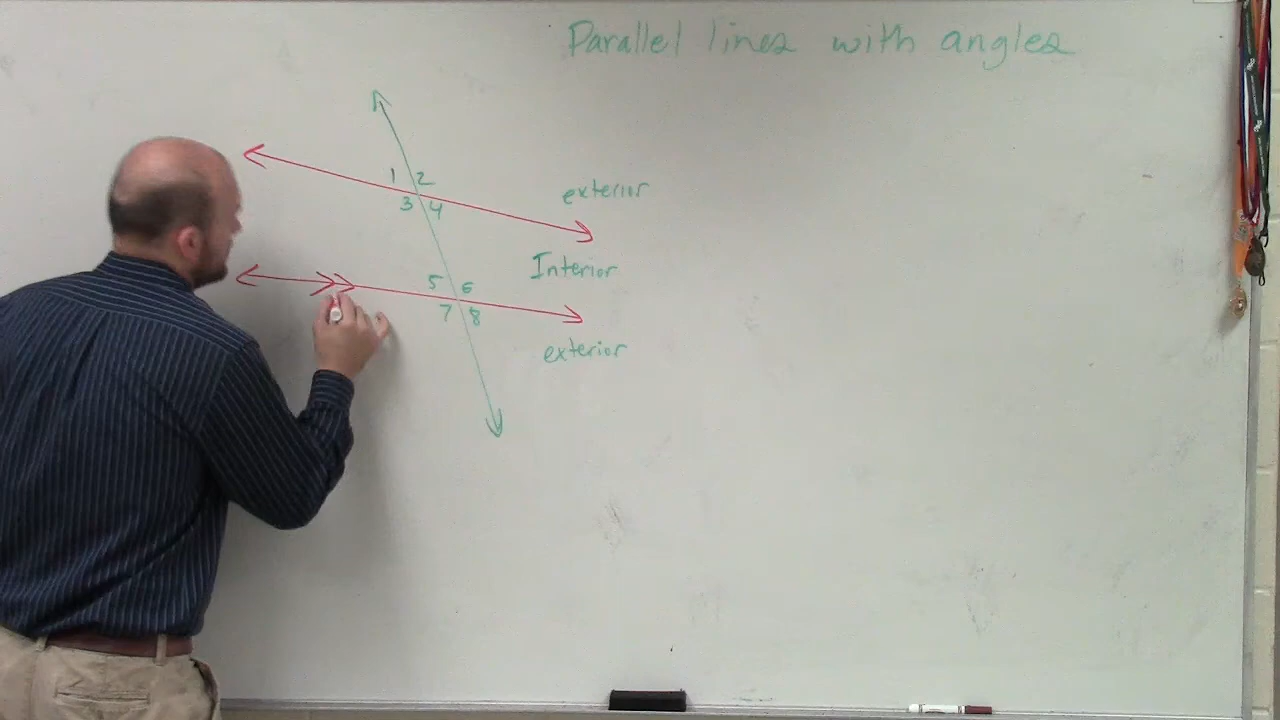 Parallel lines with angles
1 2
3 4
exterior
Interior
5 6
7 8
exterior